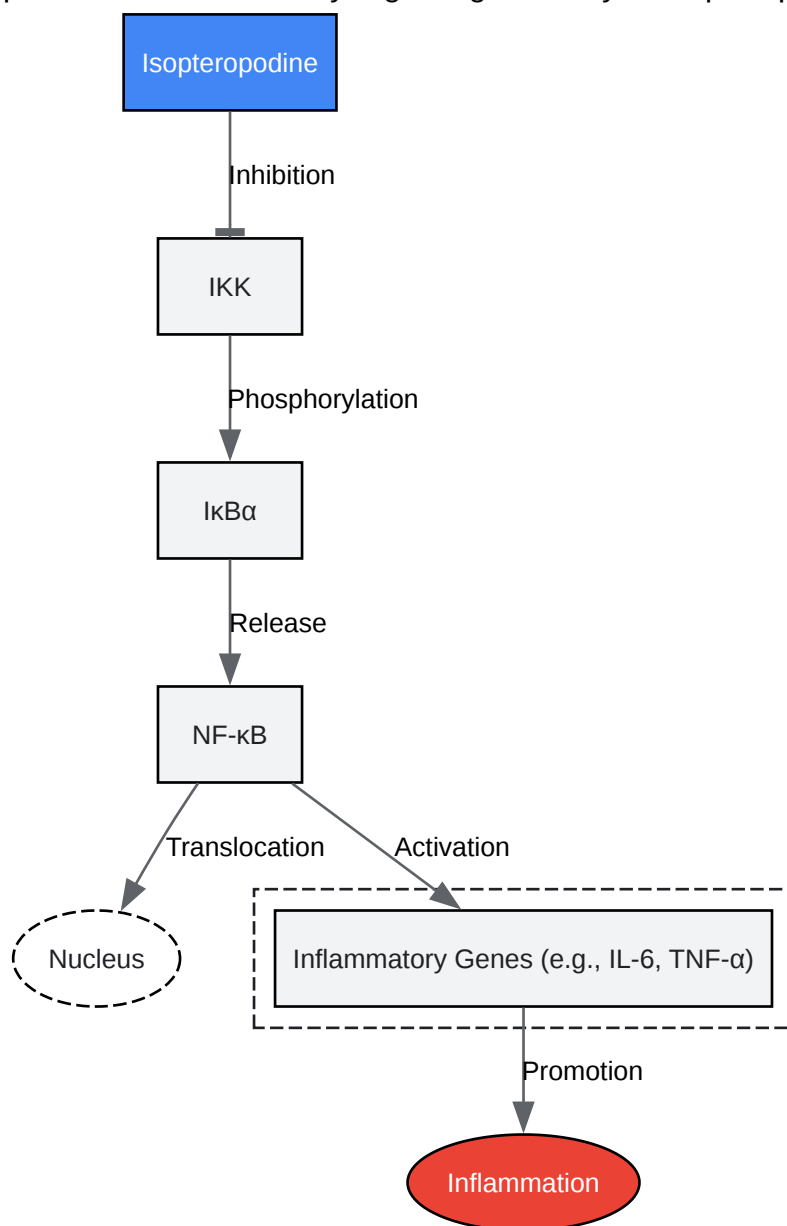 Isopteropodine
Inhibition
IKK
Phosphorylation
IκBα
Release
NF-κB
Translocation
Activation
Nucleus
Inflammatory Genes (e.g., IL-6, TNF-α)
Promotion
Inflammation